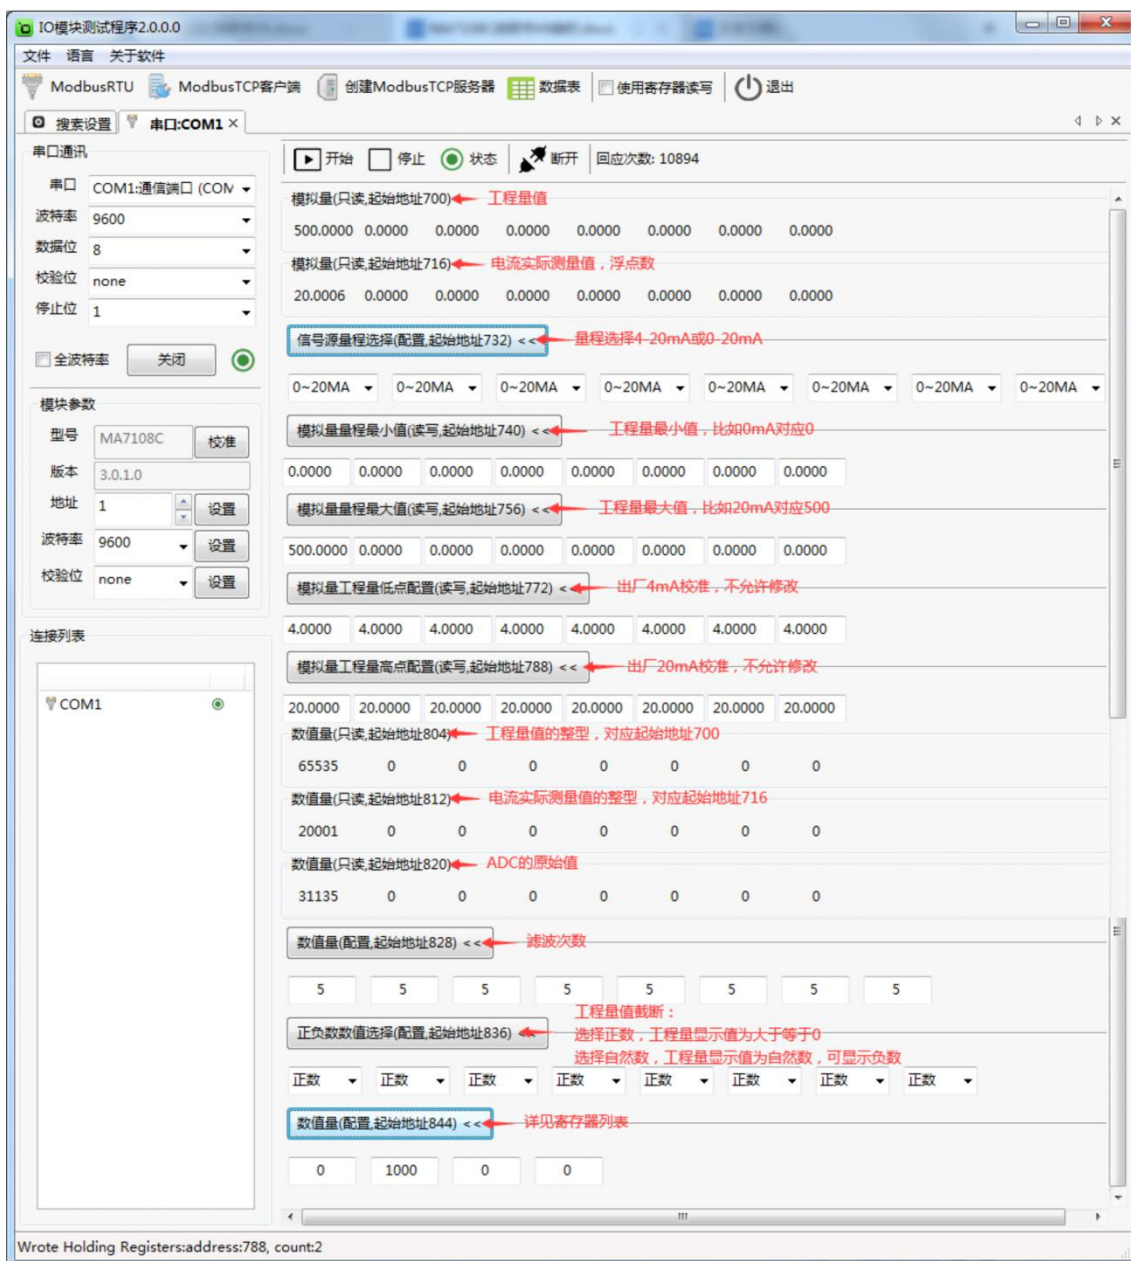 IO模块测试程序2.0.0.0
文件 语言 关于软件
ModbusRTU ModbusTCP客户端 创建ModbusTCP服务器 数据表 使用寄存器读写 退出
搜索设置 串口:COM1
串口通讯
串口 COM1:通信端口 (COM
波特率 9600
数据位 8
校验位 none
停止位 1
全波特率 关闭
模块参数
型号 MA7108C 校准
版本 3.0.1.0
地址 1 设置
波特率 9600 设置
校验位 none 设置
连接列表
COM1
开始 停止 状态 断开 回应次数: 10894
模拟量(只读,起始地址700) 工程量值
500.0000 0.0000 0.0000 0.0000 0.0000 0.0000 0.0000 0.0000
模拟量(只读,起始地址716) 电流实际测量值，浮点数
20.0006 0.0000 0.0000 0.0000 0.0000 0.0000 0.0000 0.0000
信号源量程选择(配置,起始地址732) << 量程选择4-20mA或0-20mA
0~20MA 0~20MA 0~20MA 0~20MA 0~20MA 0~20MA 0~20MA 0~20MA
模拟量量程最小值(读写,起始地址740) << 工程量最小值，比如0mA对应0
0.0000 0.0000 0.0000 0.0000 0.0000 0.0000 0.0000 0.0000
模拟量量程最大值(读写,起始地址756) << 工程量最大值，比如20mA对应500
500.0000 0.0000 0.0000 0.0000 0.0000 0.0000 0.0000 0.0000
模拟量工程量低点配置(读写,起始地址772) < 出厂4mA校准，不允许修改
4.0000 4.0000 4.0000 4.0000 4.0000 4.0000 4.0000 4.0000
模拟量工程量高点配置(读写,起始地址788) << 出厂20mA校准，不允许修改
20.0000 20.0000 20.0000 20.0000 20.0000 20.0000 20.0000 20.0000
数值量(只读,起始地址804) 工程量值的整型，对应起始地址700
65535 0 0 0 0 0 0 0
数值量(只读,起始地址812) 电流实际测量值的整型，对应起始地址716
20001 0 0 0 0 0 0 0
数值量(只读,起始地址820) ADC的原始值
31135 0 0 0 0 0 0 0
数值量(配置,起始地址828) << 滤波次数
5 5 5 5 5 5 5 5
工程量值截断：
正负数数值选择(配置,起始地址836) << 选择正数，工程量显示值为大于等于0
选择自然数，工程量显示值为自然数，可显示负数
正数 正数 正数 正数 正数 正数 正数 正数
数值量(配置,起始地址844) << 详见寄存器列表
0 1000 0 0
Wrote Holding Registers:address:788, count:2